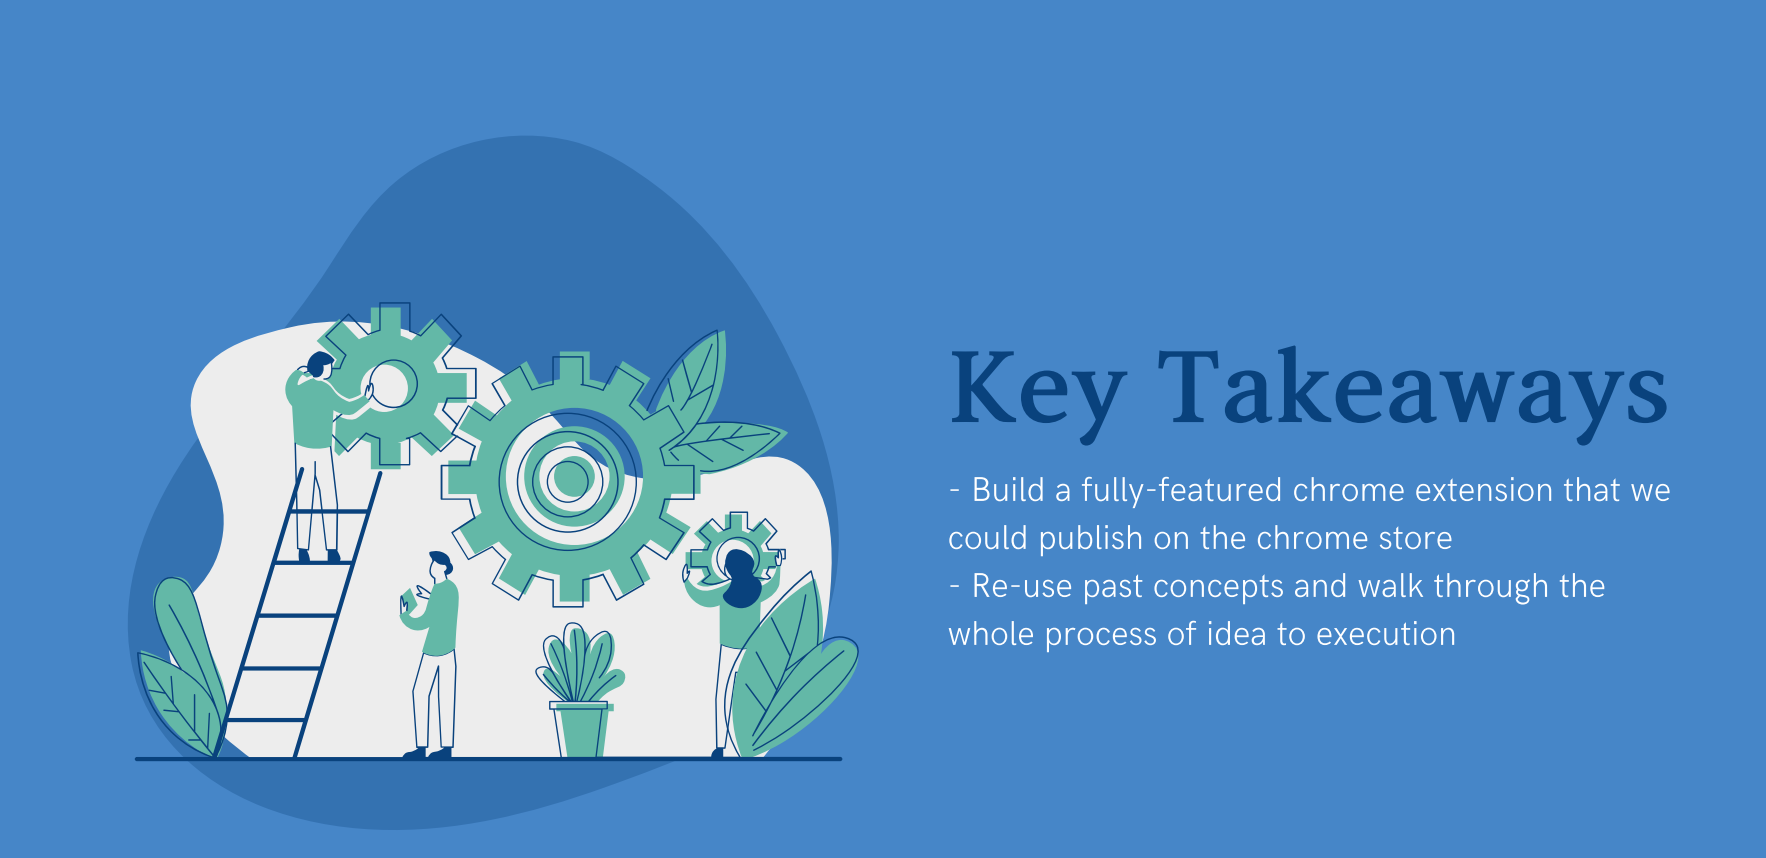 Key Takeaways
- Build a fully-featured chrome extension that we
could publish on the chrome store
- Re-use past concepts and walk through the
whole process of idea to execution